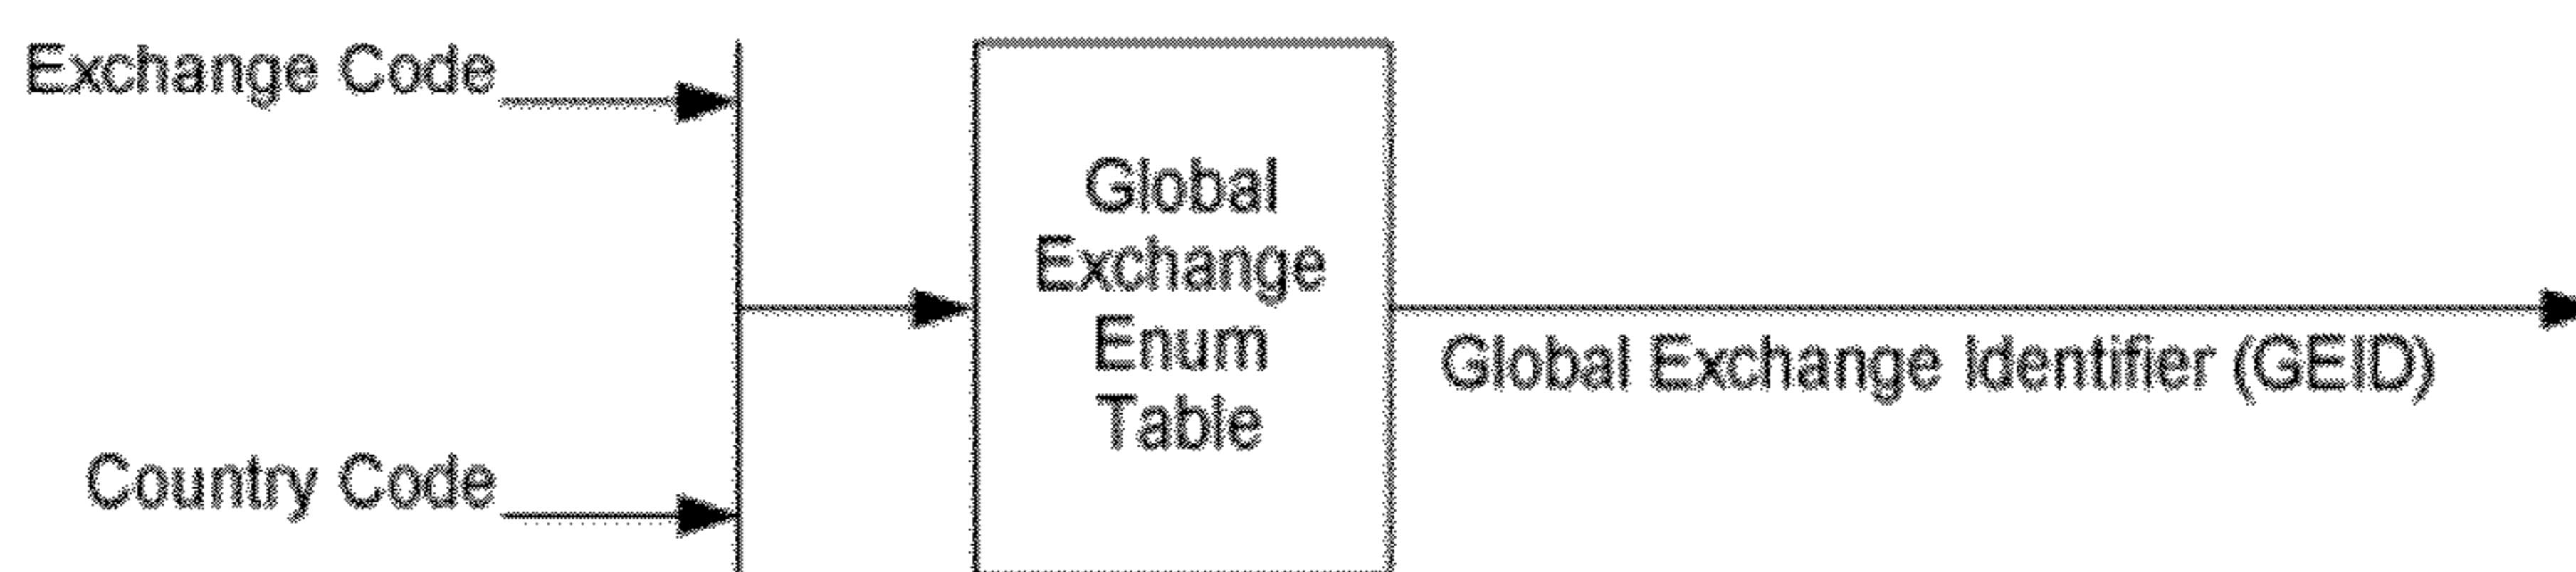 Exchange Code
Global
Exchange
Enum
Table
Global Exchange Identifier (GEID)
Country Code